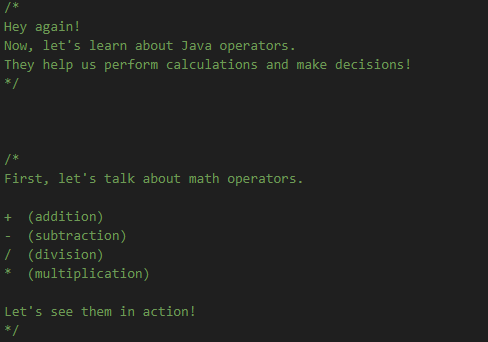 /*
Hey again!
Now, let's learn about Java operators.
They help us perform calculations and make decisions!
*/
/*
First, let's talk about math operators.
+  (addition)
-  (subtraction)
/  (division)
*  (multiplication)
Let's see them in action!
*/